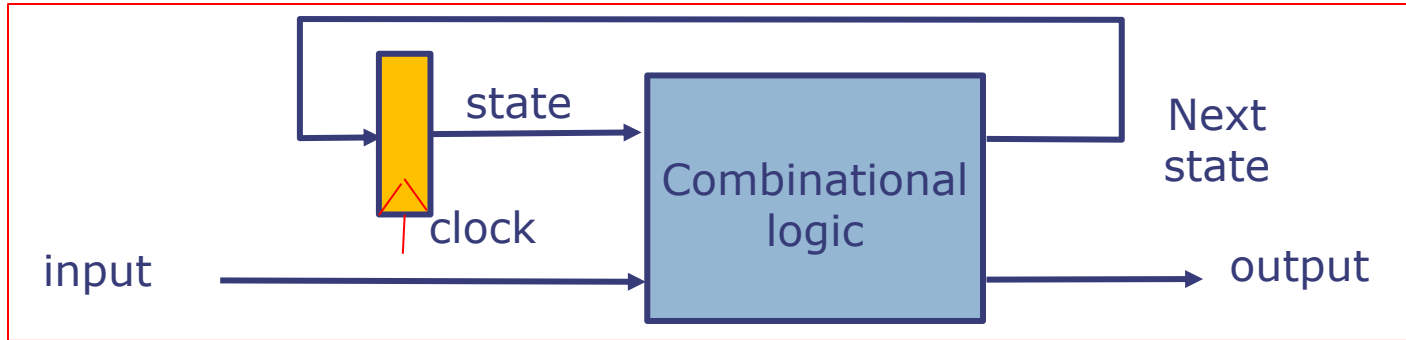 state
Next
state
Combinational
logic
clock
input
output